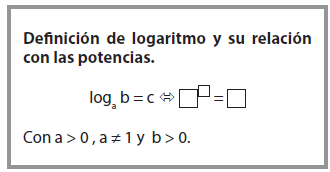 Definición de logaritmo y su relación
con las potencias.
logₐ b = c ⇔ □^□ = □
Con a > 0 , a ≠ 1 y b > 0.